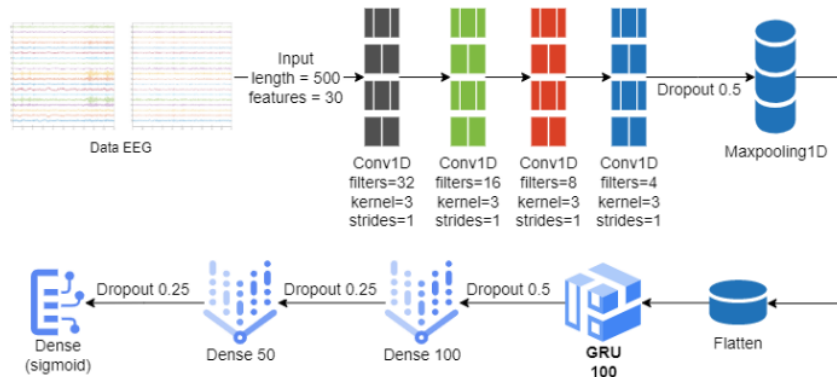 Data EEG
Input
length = 500
features = 30
Conv1D
filters=32
kernel=3
strides=1
Conv1D
filters=16
kernel=3
strides=1
Conv1D
filters=8
kernel=3
strides=1
Conv1D
filters=4
kernel=3
strides=1
Dropout 0.5
Maxpooling1D
Dense
(sigmoid)
Dropout 0.25
Dense 50
Dropout 0.25
Dense 100
Dropout 0.5
GRU
100
Flatten